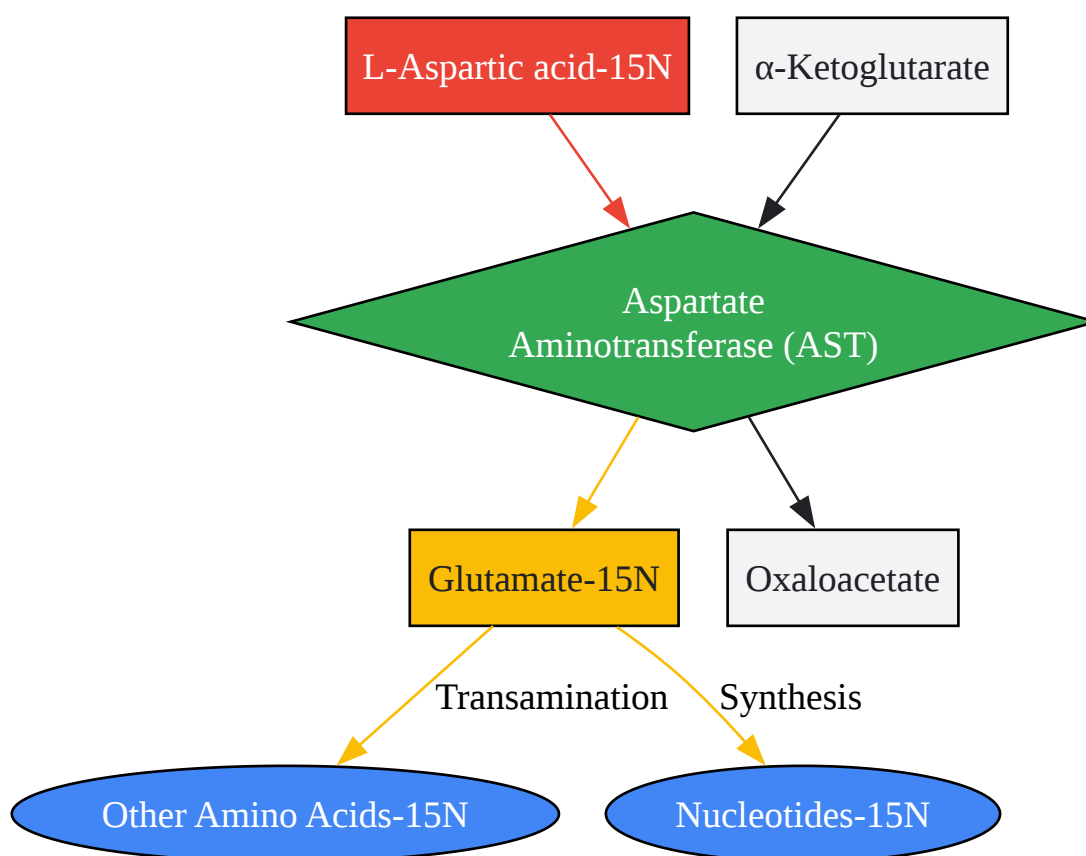 L-Aspartic acid-15N
α-Ketoglutarate
Aspartate
Aminotransferase (AST)
Glutamate-15N
Oxaloacetate
Transamination
Synthesis
Other Amino Acids-15N
Nucleotides-15N